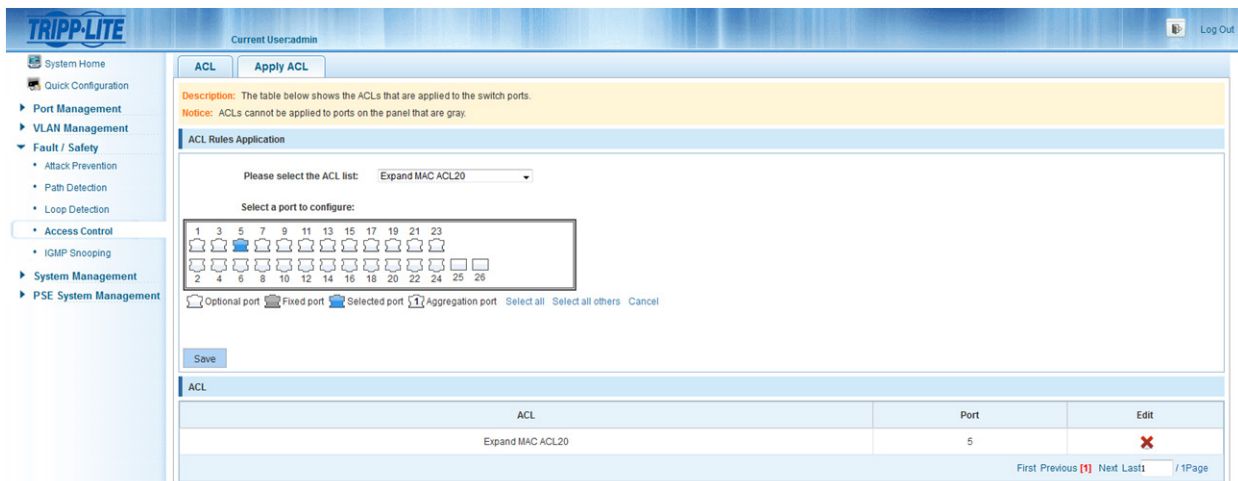 TRIPP·LITE
Current User:admin
Log Out
System Home
Quick Configuration
Port Management
VLAN Management
Fault / Safety
• Attack Prevention
• Path Detection
• Loop Detection
• Access Control
• IGMP Snooping
System Management
PSE System Management
ACL
Apply ACL
Description: The table below shows the ACLs that are applied to the switch ports.
Notice: ACLs cannot be applied to ports on the panel that are gray.
ACL Rules Application
Please select the ACL list: Expand MAC ACL20
Select a port to configure:
1 3 5 7 9 11 13 15 17 19 21 23
2 4 6 8 10 12 14 16 18 20 22 24 25 26
Optional port Fixed port Selected port 1 Aggregation port Select all Select all others Cancel
Save
ACL
ACL Port Edit
Expand MAC ACL20 5
First Previous [1] Next Last 1 / 1Page